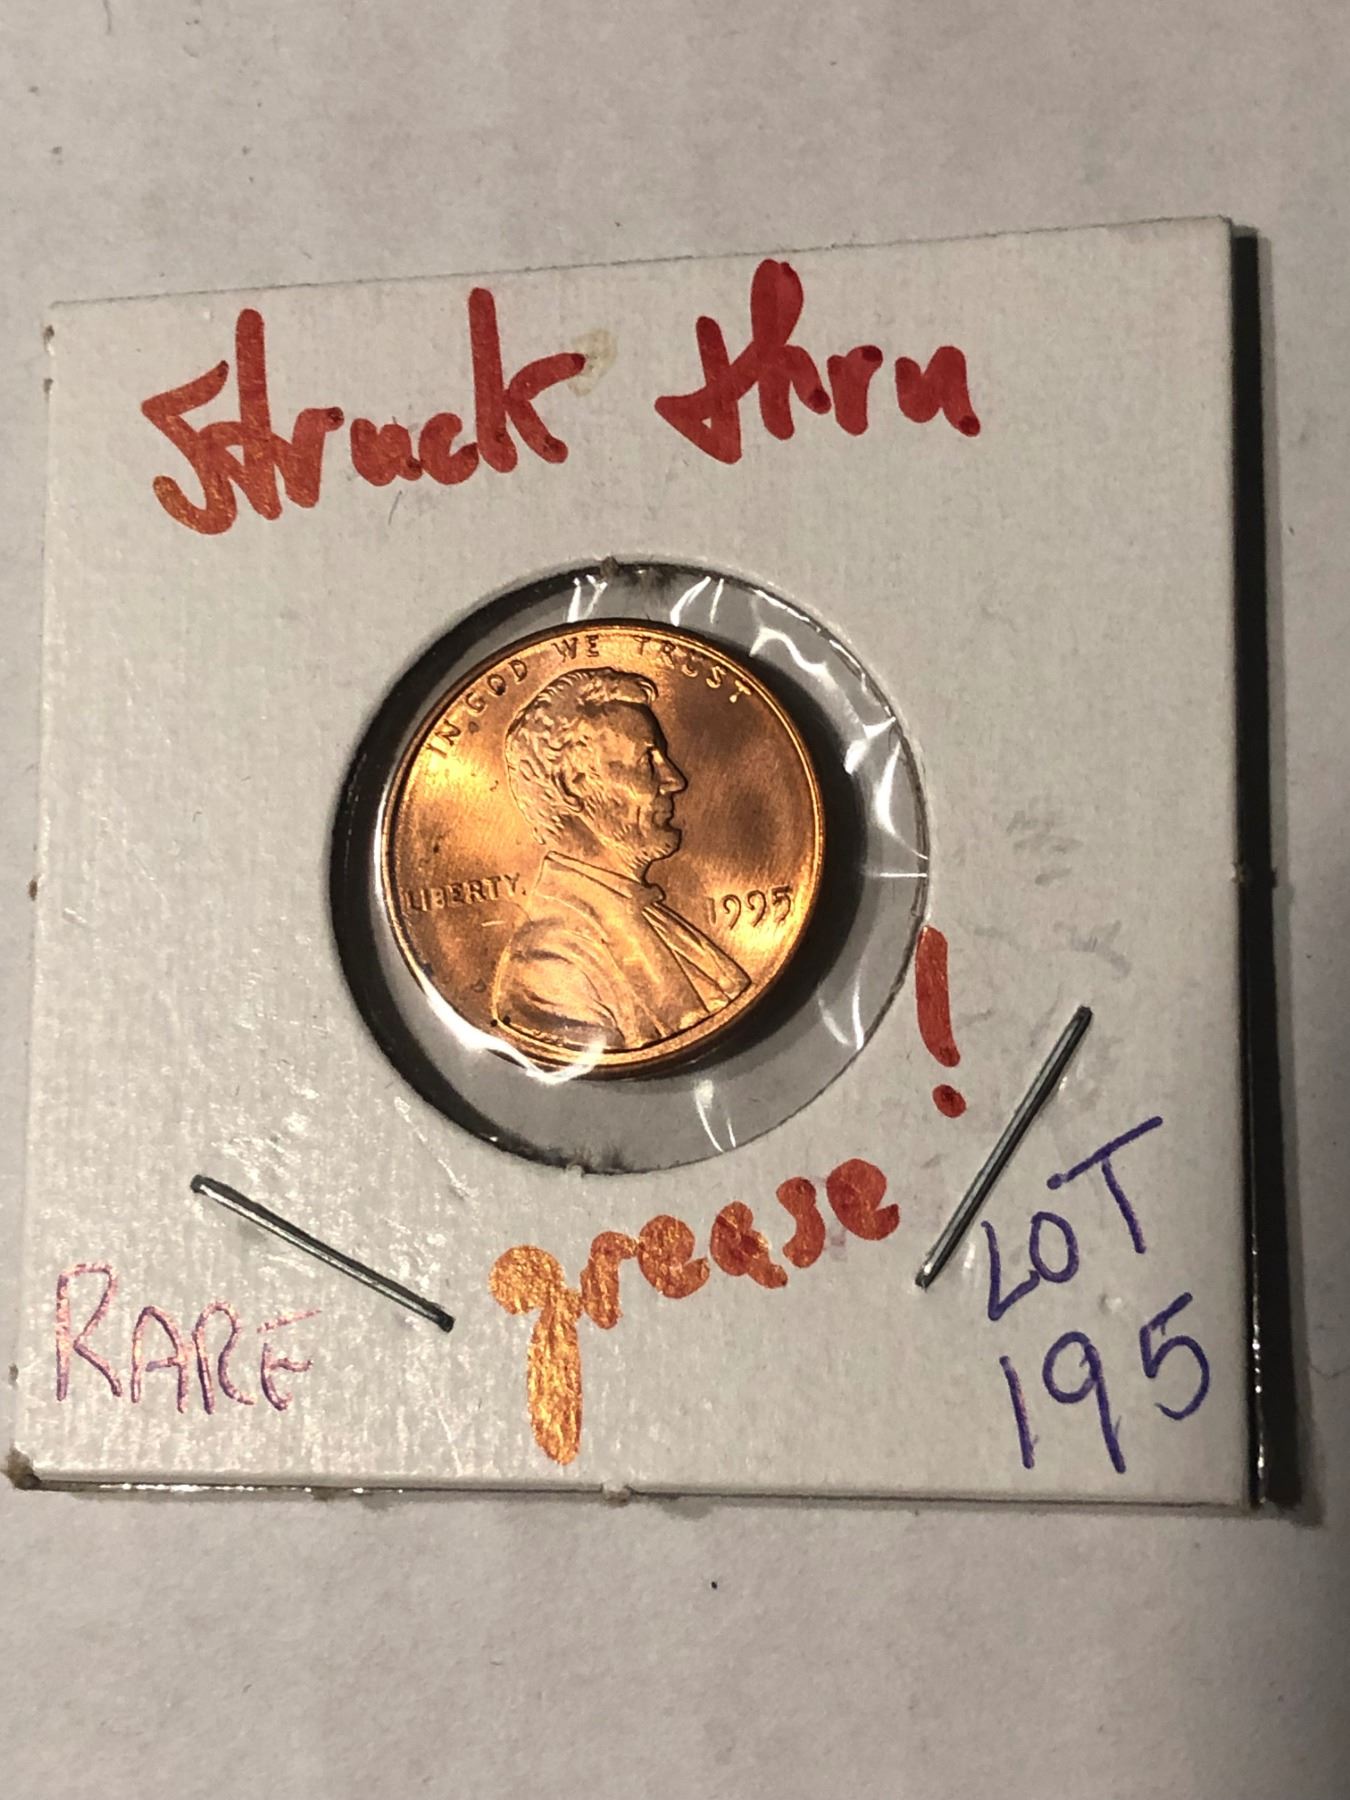 Struck thru
IN GOD WE TRUST
LIBERTY
1995
grease!
RARE
LOT
195